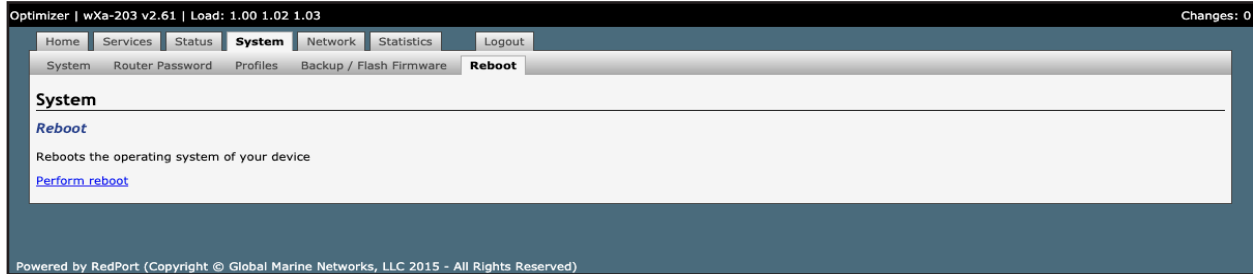 Optimizer | wXa-203 v2.61 | Load: 1.00 1.02 1.03 Changes: 0
Home Services Status System Network Statistics Logout
System Router Password Profiles Backup / Flash Firmware Reboot
System
Reboot
Reboots the operating system of your device
Perform reboot
Powered by RedPort (Copyright © Global Marine Networks, LLC 2015 - All Rights Reserved)